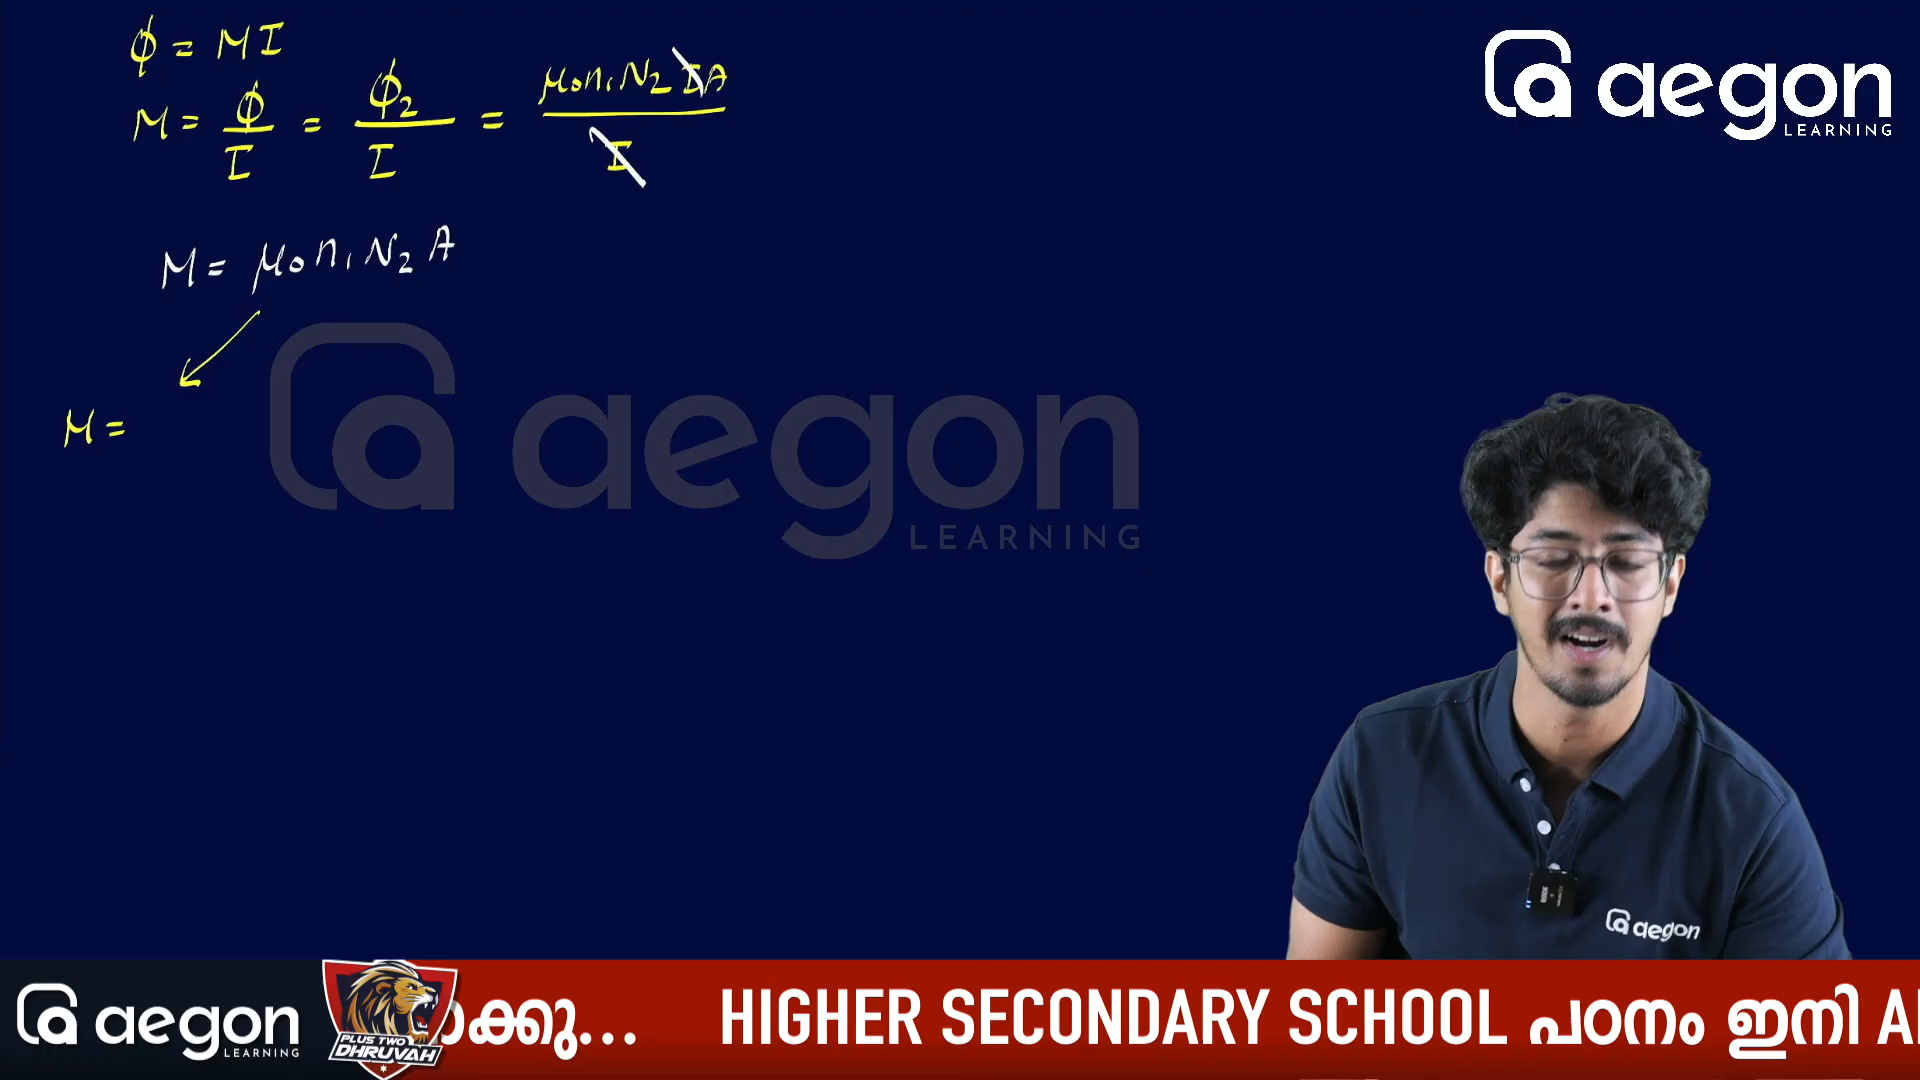 ϕ = MI
M = ϕ/I = ϕ₂/I = μ₀n₁N₂IA/I
M = μ₀n₁N₂A
M =
aegon
LEARNING
aegon
LEARNING
aegon
aegon
LEARNING
PLUS TWO
DHRUVAH
ക്കു... HIGHER SECONDARY SCHOOL പഠനം ഇനി